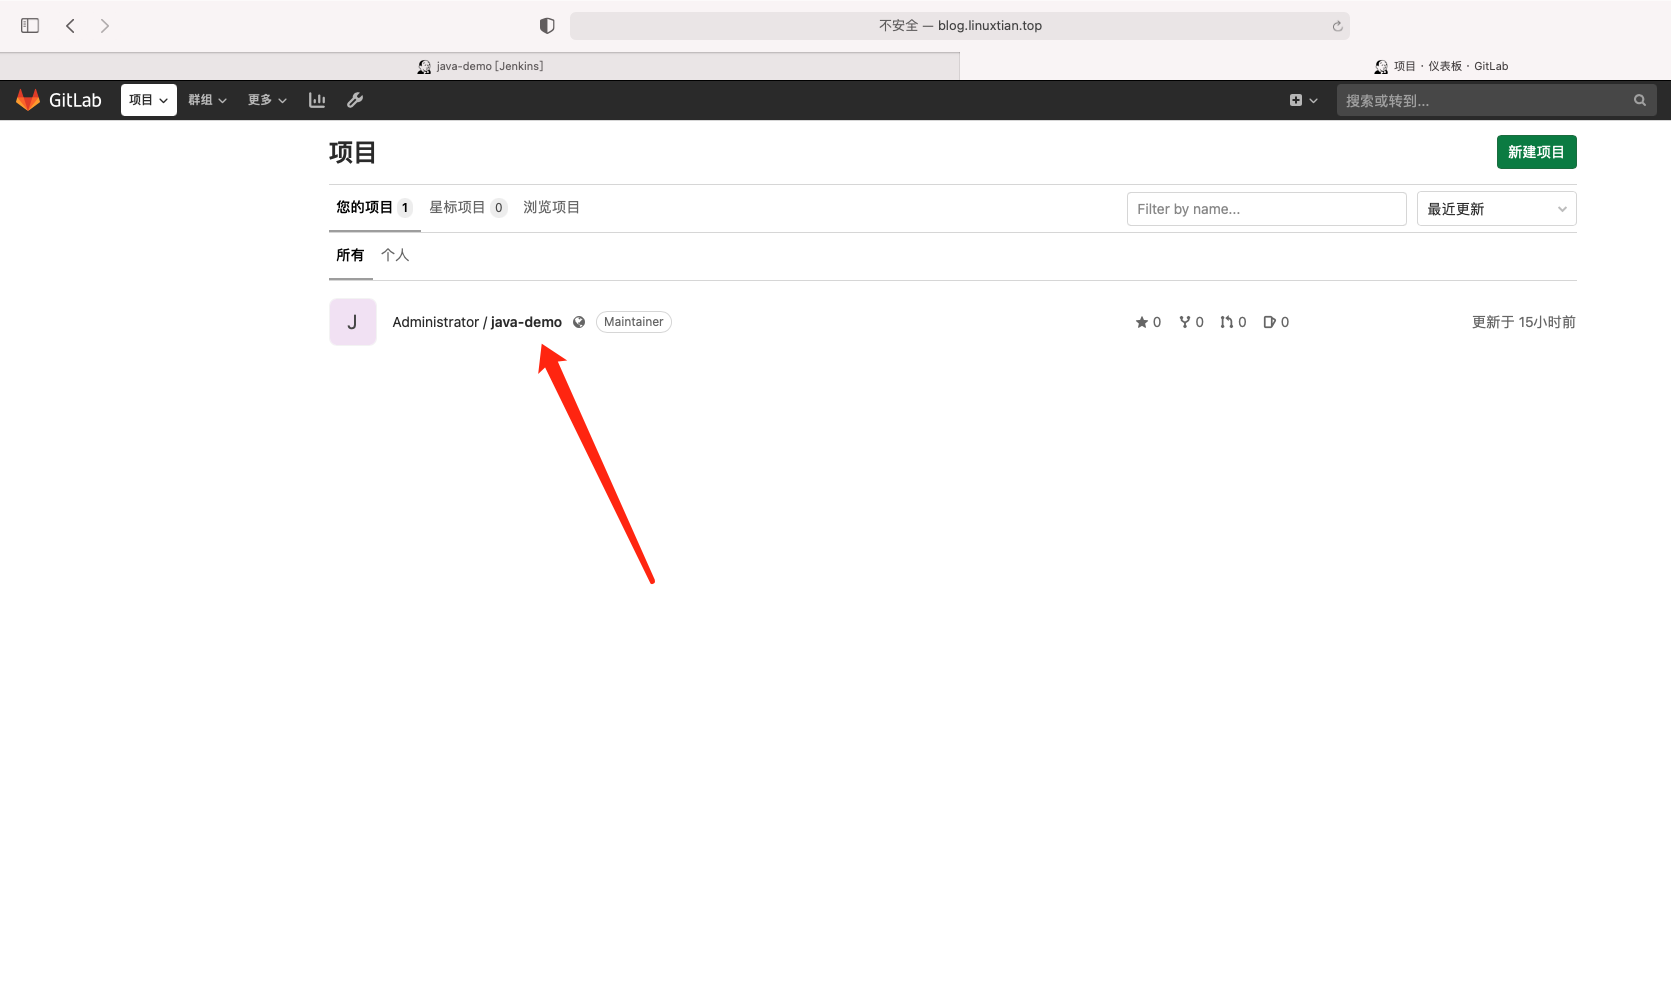 不安全 — blog.linuxtian.top
java-demo [Jenkins]
项目 · 仪表板 · GitLab
GitLab 项目 群组 更多 搜索或转到...
项目 新建项目
您的项目 1 星标项目 0 浏览项目 Filter by name... 最近更新
所有 个人
J Administrator / java-demo Maintainer 0 0 0 0 更新于 15小时前